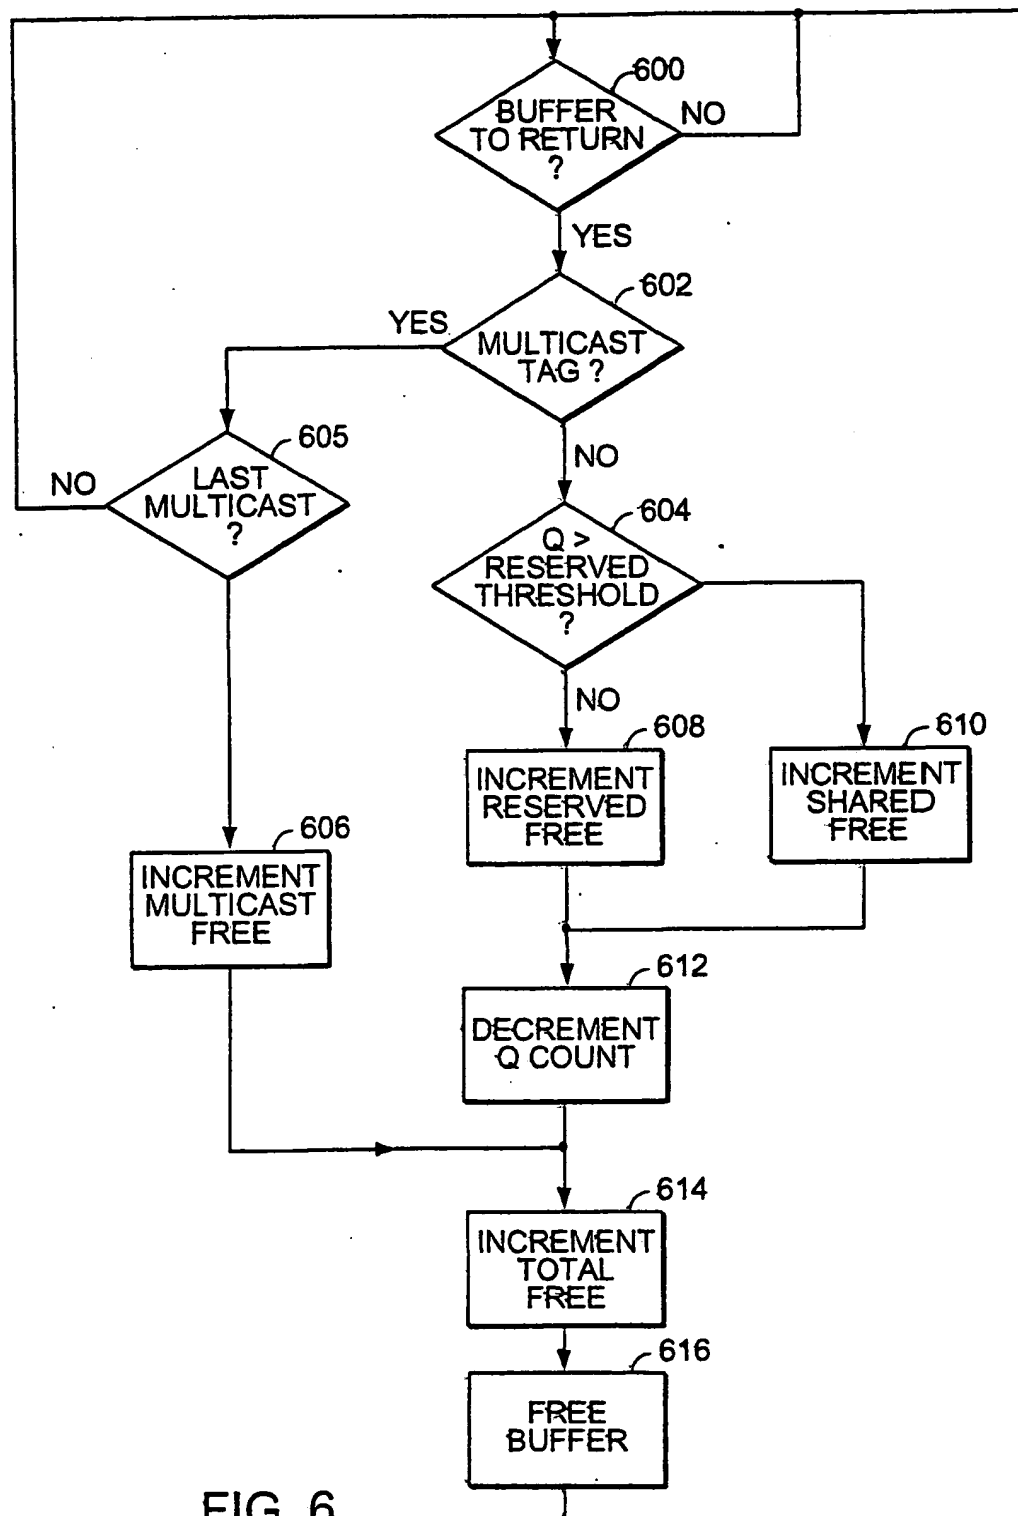 600
BUFFER
TO RETURN
?
NO
YES
602
MULTICAST
TAG ?
YES
NO
605
LAST
MULTICAST
?
NO
604
Q >
RESERVED
THRESHOLD
?
NO
608
INCREMENT
RESERVED
FREE
610
INCREMENT
SHARED
FREE
606
INCREMENT
MULTICAST
FREE
612
DECREMENT
Q COUNT
614
INCREMENT
TOTAL
FREE
616
FREE
BUFFER
FIG. 6